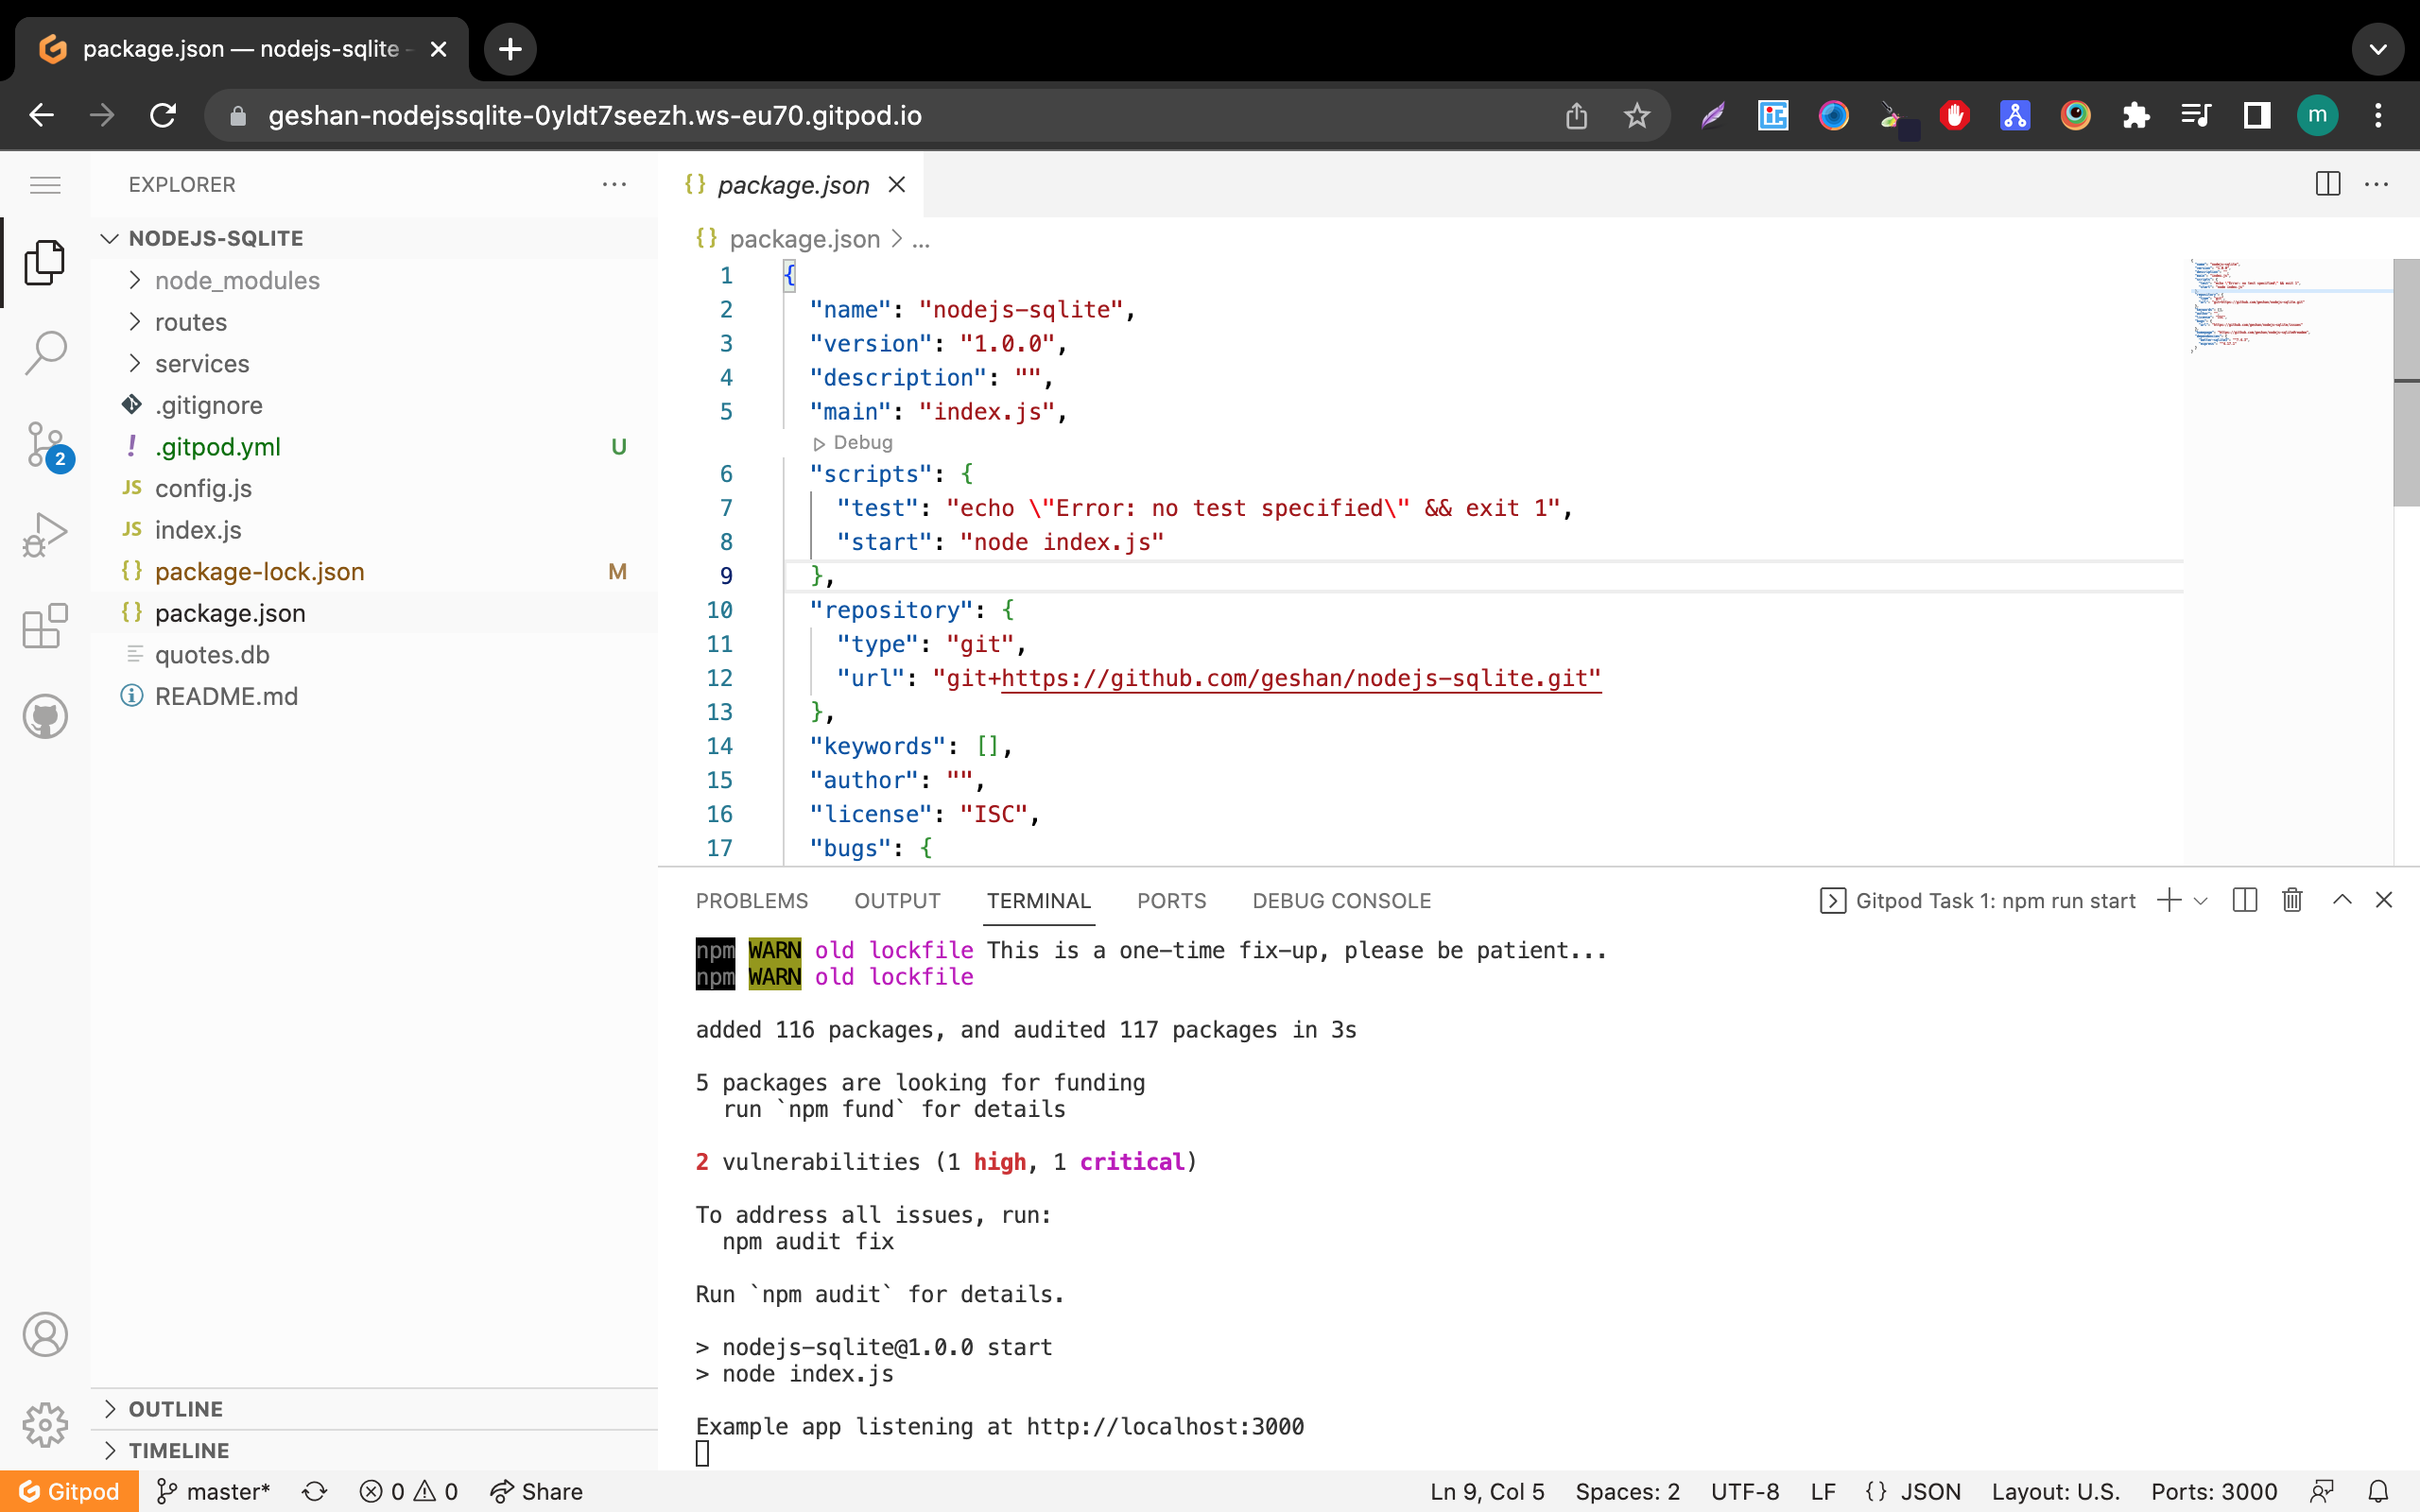 package.json — nodejs-sqlite
geshan-nodejssqlite-0yldt7seezh.ws-eu70.gitpod.io
m
EXPLORER
NODEJS-SQLITE
node_modules
routes
services
.gitignore
.gitpod.yml U
JS config.js
JS index.js
{} package-lock.json M
{} package.json
quotes.db
README.md
2
OUTLINE
TIMELINE
{} package.json
{} package.json > ...
1 {
2 "name": "nodejs-sqlite",
3 "version": "1.0.0",
4 "description": "",
5 "main": "index.js",
Debug
6 "scripts": {
7 "test": "echo \"Error: no test specified\" && exit 1",
8 "start": "node index.js"
9 },
10 "repository": {
11 "type": "git",
12 "url": "git+https://github.com/geshan/nodejs-sqlite.git"
13 },
14 "keywords": [],
15 "author": "",
16 "license": "ISC",
17 "bugs": {
PROBLEMS OUTPUT TERMINAL PORTS DEBUG CONSOLE Gitpod Task 1: npm run start
npm WARN old lockfile This is a one-time fix-up, please be patient...
npm WARN old lockfile
added 116 packages, and audited 117 packages in 3s
5 packages are looking for funding
run `npm fund` for details
2 vulnerabilities (1 high, 1 critical)
To address all issues, run:
npm audit fix
Run `npm audit` for details.
> nodejs-sqlite@1.0.0 start
> node index.js
Example app listening at http://localhost:3000
Gitpod master* 0 0 Share Ln 9, Col 5 Spaces: 2 UTF-8 LF {} JSON Layout: U.S. Ports: 3000